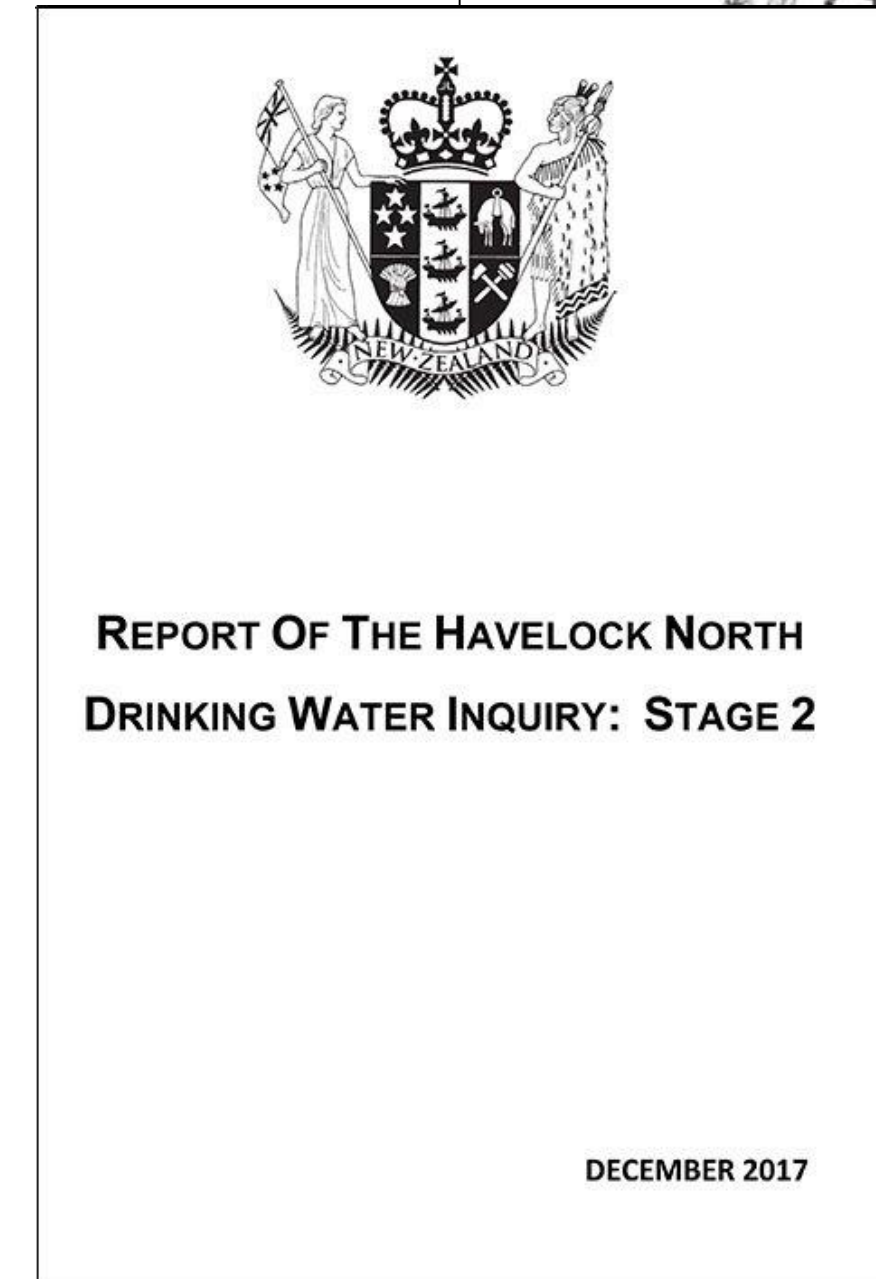 NEW·ZEALAND
REPORT OF THE HAVELOCK NORTH
DRINKING WATER INQUIRY: STAGE 2
DECEMBER 2017